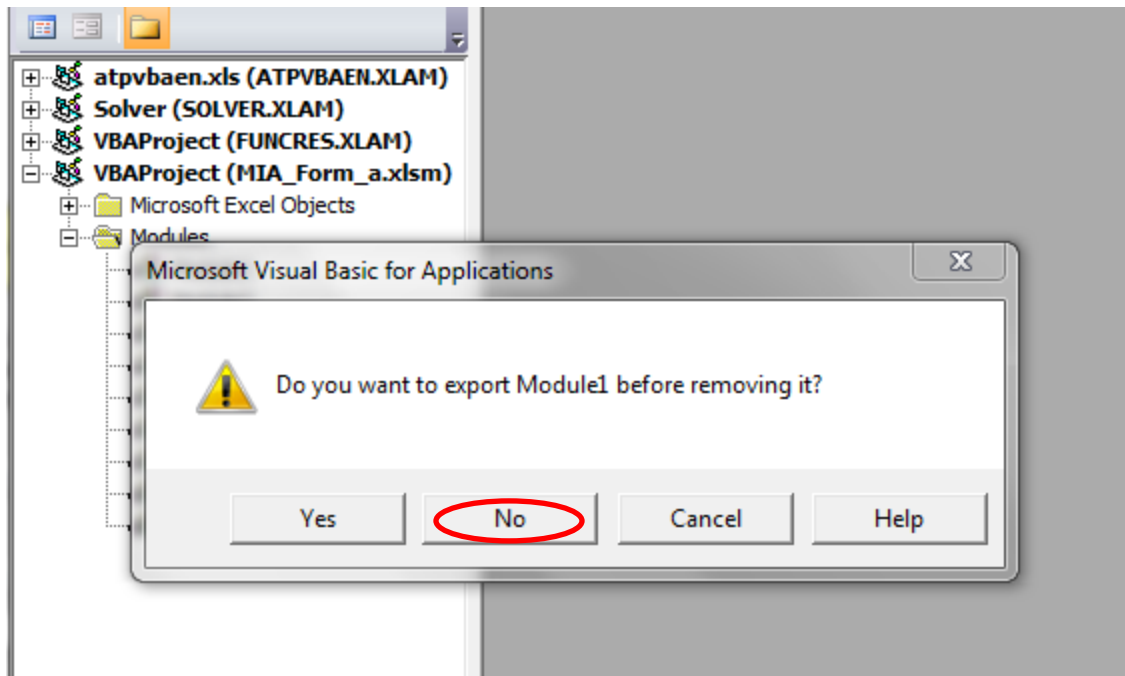 atpvbaen.xls (ATPVBAEN.XLAM)
Solver (SOLVER.XLAM)
VBAProject (FUNCRES.XLAM)
VBAProject (MIA_Form_a.xlsm)
Microsoft Excel Objects
Modules
Microsoft Visual Basic for Applications
Do you want to export Module1 before removing it?
Yes No Cancel Help